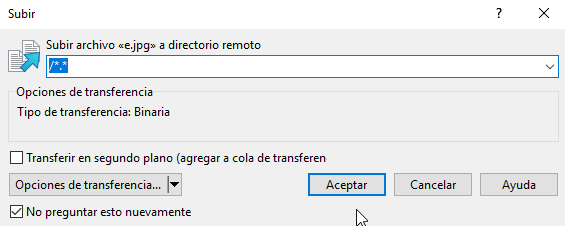 Subir
Subir archivo «e.jpg» a directorio remoto
/*.*
Opciones de transferencia
Tipo de transferencia: Binaria
Transferir en segundo plano (agregar a cola de transferen
Opciones de transferencia...
Aceptar
Cancelar
Ayuda
No preguntar esto nuevamente